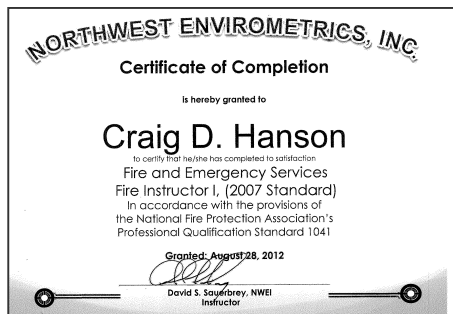 NORTHWEST ENVIROMETRICS, INC.
Certificate of Completion
is hereby granted to
Craig D. Hanson
to certify that he/she has completed to satisfaction
Fire and Emergency Services
Fire Instructor I, (2007 Standard)
In accordance with the provisions of
the National Fire Protection Association's
Professional Qualification Standard 1041
Granted: August 28, 2012
David S. Sauerbrey, NWEI
Instructor